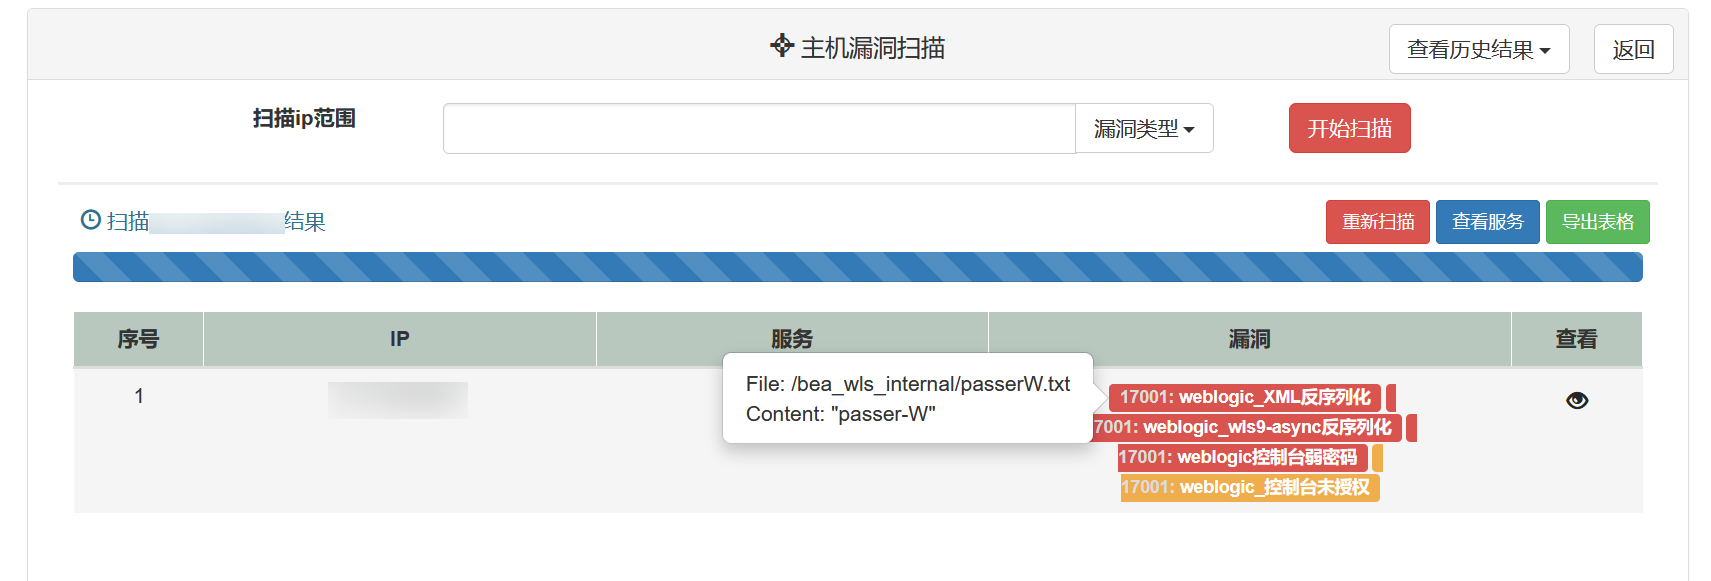 主机漏洞扫描
查看历史结果
返回
扫描ip范围
漏洞类型
开始扫描
扫描
结果
重新扫描
查看服务
导出表格
序号
IP
服务
漏洞
查看
1
File: /bea_wls_internal/passerW.txt
Content: "passer-W"
17001: weblogic_XML反序列化
17001: weblogic_wls9-async反序列化
17001: weblogic控制台弱密码
17001: weblogic_控制台未授权